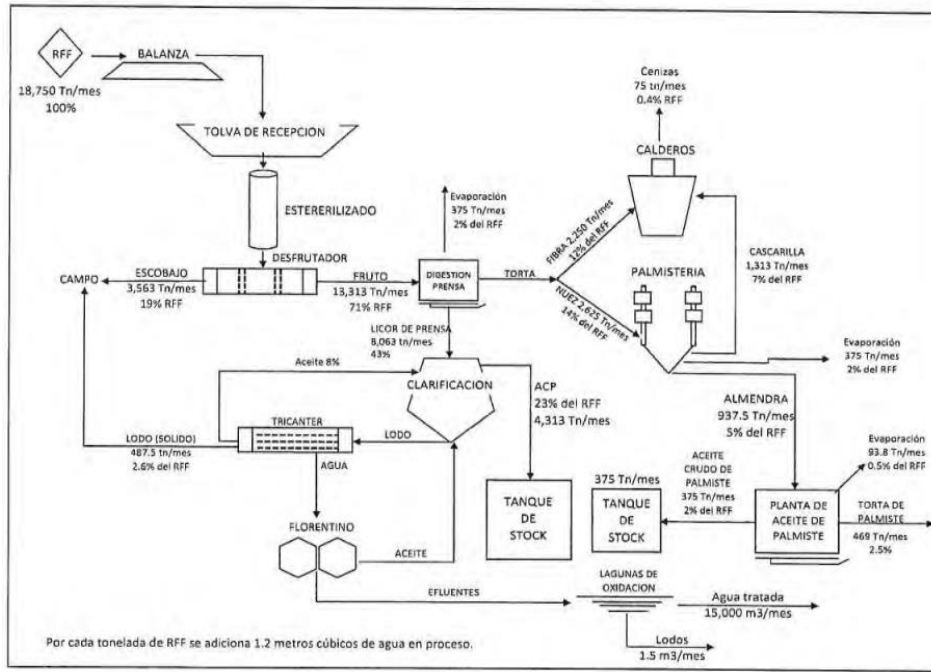 RFF
18,750 Tn/mes
100%
BALANZA
TOLVA DE RECEPCION
ESTERERILIZADO
DESFRUTADOR
CAMPO
ESCOBAJO
3,563 Tn/mes
19% RFF
FRUTO
13,313 Tn/mes
71% RFF
Evaporación
375 Tn/mes
2% del RFF
DIGESTION
PRENSA
TORTA
FIBRA 2,250 Tn/mes
12% del RFF
NUEZ 2,625 Tn/mes
14% del RFF
Cenizas
75 tn/mes
0,4% RFF
CALDEROS
CASCARILLA
1,313 Tn/mes
7% del RFF
PALMISTERIA
Evaporación
375 Tn/mes
2% del RFF
LICOR DE PRENSA
8,063 tn/mes
43%
Aceite 8%
CLARIFICACION
ACP
23% del RFF
4,313 Tn/mes
TRICANTER
LODO
LODO (SOLIDO)
487.5 tn/mes
2.6% del RFF
AGUA
FLORENTINO
ACEITE
TANQUE
DE
STOCK
ALMENDRA
937.5 Tn/mes
5% del RFF
Evaporación
93.8 Tn/mes
0.5% del RFF
ACEITE
CRUDO DE
PALMISTE
375 Tn/mes
2% del RFF
375 Tn/mes
TANQUE
DE
STOCK
PLANTA DE
ACEITE DE
PALMISTE
TORTA DE
PALMISTE
469 Tn/mes
2.5%
EFLUENTES
LAGUNAS DE
OXIDACION
Agua tratada
15,000 m3/mes
Lodos
1.5 m3/mes
Por cada tonelada de RFF se adiciona 1.2 metros cúbicos de agua en proceso.